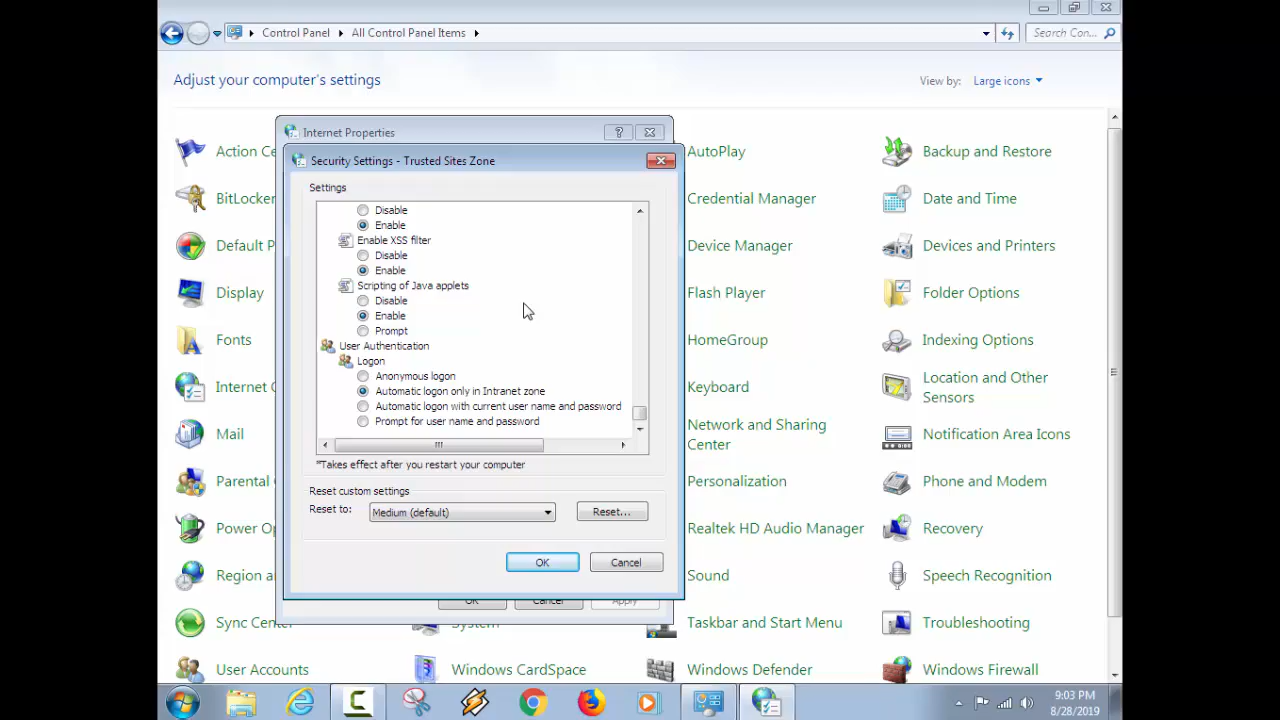 Control Panel All Control Panel Items
Search Con...
Adjust your computer's settings
View by: Large icons
Internet Properties
Security Settings - Trusted Sites Zone
Settings
Disable
Enable
Enable XSS filter
Disable
Enable
Scripting of Java applets
Disable
Enable
Prompt
User Authentication
Logon
Anonymous logon
Automatic logon only in Intranet zone
Automatic logon with current user name and password
Prompt for user name and password
*Takes effect after you restart your computer
Reset custom settings
Reset to: Medium (default) Reset...
OK Cancel
OK Cancel Apply
Action Ce
BitLocker
Default P
Display
Fonts
Internet O
Mail
Parental
Power Op
Region a
Sync Center
User Accounts
System
Windows CardSpace
AutoPlay
Credential Manager
Device Manager
Flash Player
HomeGroup
Keyboard
Network and Sharing
Center
Personalization
Realtek HD Audio Manager
Sound
Taskbar and Start Menu
Windows Defender
Backup and Restore
Date and Time
Devices and Printers
Folder Options
Indexing Options
Location and Other
Sensors
Notification Area Icons
Phone and Modem
Recovery
Speech Recognition
Troubleshooting
Windows Firewall
9:03 PM
8/28/2019